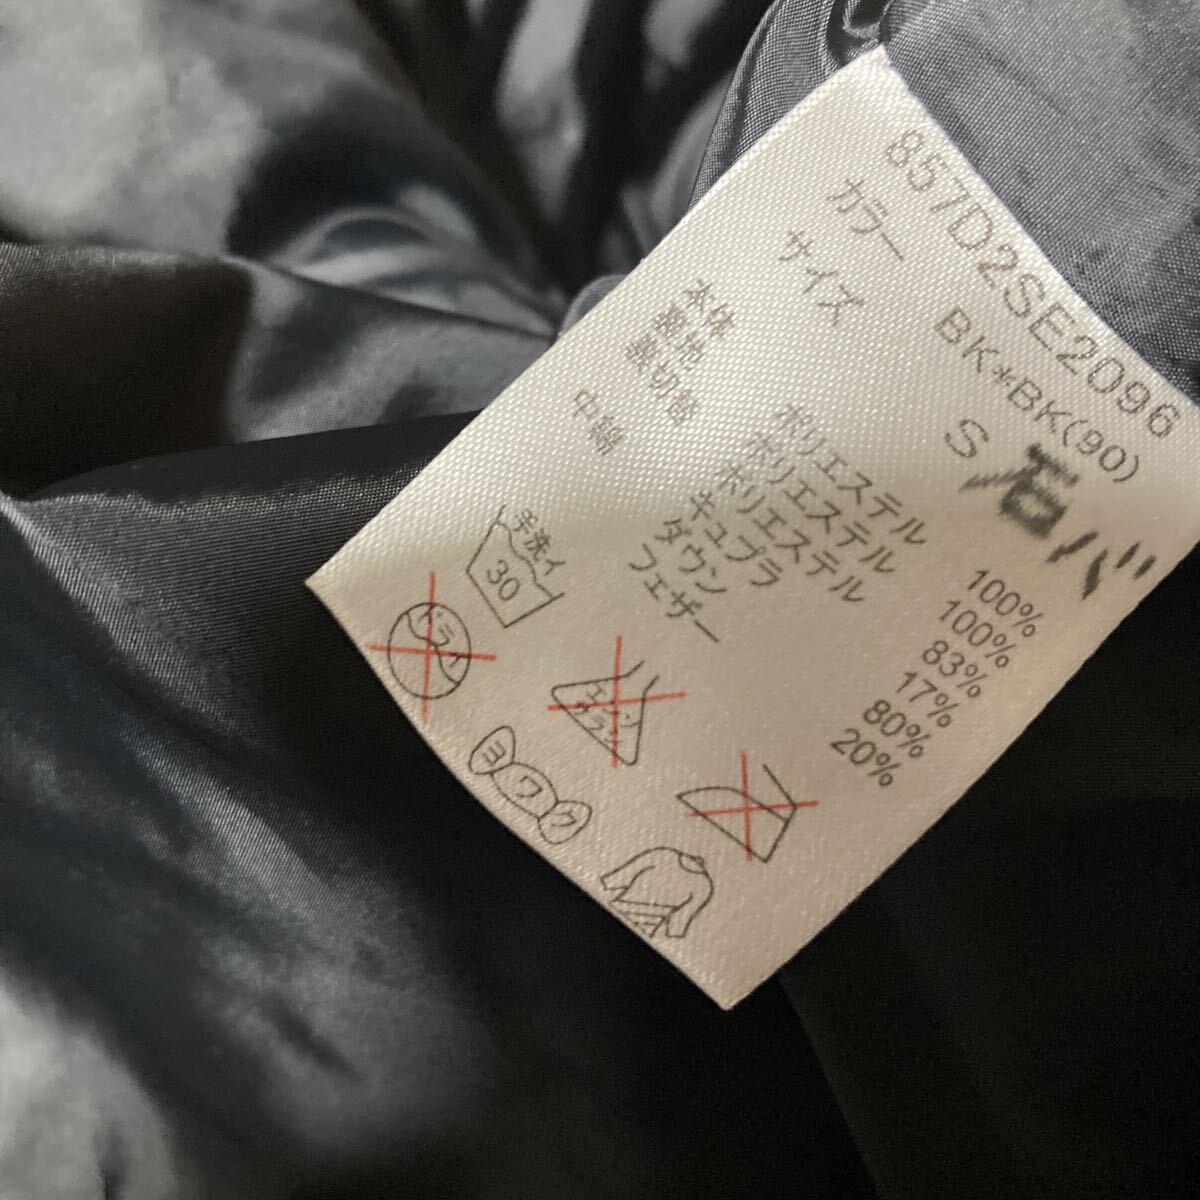 857D2SE2096
カラー BK*BK(90)
サイズ S 石バ
本体 ポリエステル 100%
裏地 ポリエステル 100%
裏切替 ポリエステル 83%
キュプラ 17%
中綿 ダウン 80%
フェザー 20%
手洗イ
30
ドライ
エンソ
サラシ
ヨワク